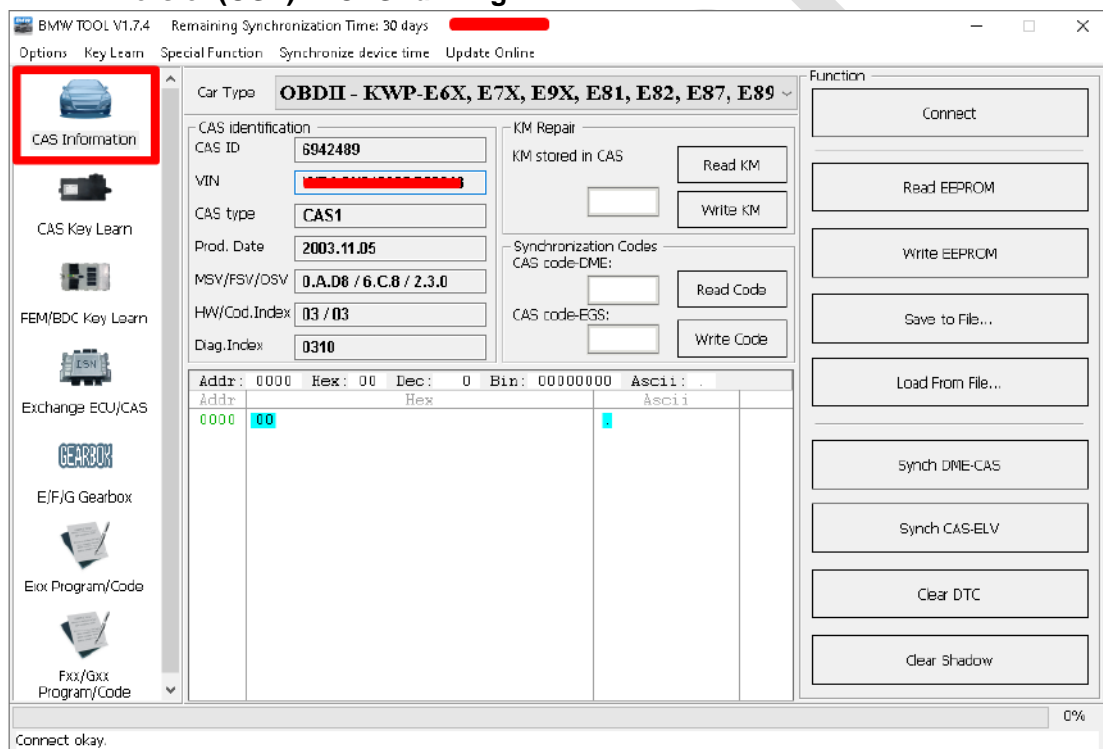 BMW TOOL V1.7.4 Remaining Synchronization Time: 30 days
Options Key Learn Special Function Synchronize device time Update Online
CAS Information
CAS Key Learn
FEM/BDC Key Learn
ISN
Exchange ECU/CAS
GEARBOX
E/F/G Gearbox
Exx Program/Code
Fxx/Gxx
Program/Code
Car Type OBDII - KWP-E6X, E7X, E9X, E81, E82, E87, E89
CAS identification
CAS ID 6942489
VIN
CAS type CAS1
Prod. Date 2003.11.05
MSV/FSV/OSV 0.A.D8 / 6.C.8 / 2.3.0
HW/Cod.Index 03 / 03
Diag.Index 0310
KM Repair
KM stored in CAS
Read KM
Write KM
Synchronization Codes
CAS code-DME:
Read Code
CAS code-EGS:
Write Code
Addr: 0000 Hex: 00 Dec: 0 Bin: 00000000 Ascii: .
Addr Hex Ascii
0000 00 .
Function
Connect
Read EEPROM
Write EEPROM
Save to File...
Load From File...
Synch DME-CAS
Synch CAS-ELV
Clear DTC
Clear Shadow
0%
Connect okay.